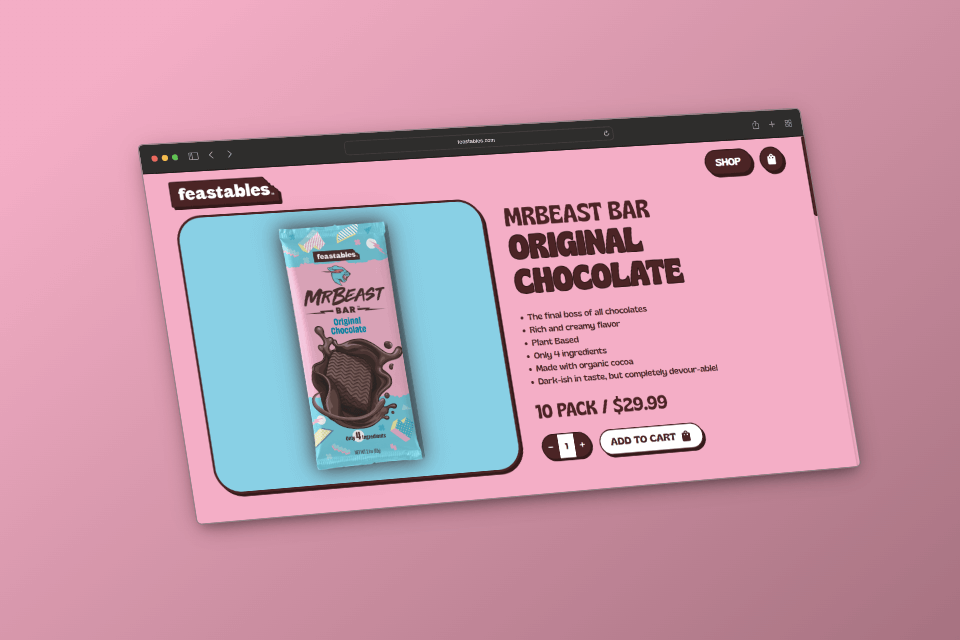 feastables.com
SHOP
feastables
MRBEAST BAR
ORIGINAL
CHOCOLATE
• The final boss of all chocolates
• Rich and creamy flavor
• Plant Based
• Only 4 ingredients
• Made with organic cocoa
• Dark-ish in taste, but completely devour-able!
10 PACK / $29.99
- 1 +
ADD TO CART
feastables
MRBEAST
BAR
Original
Chocolate
Only 4 ingredients